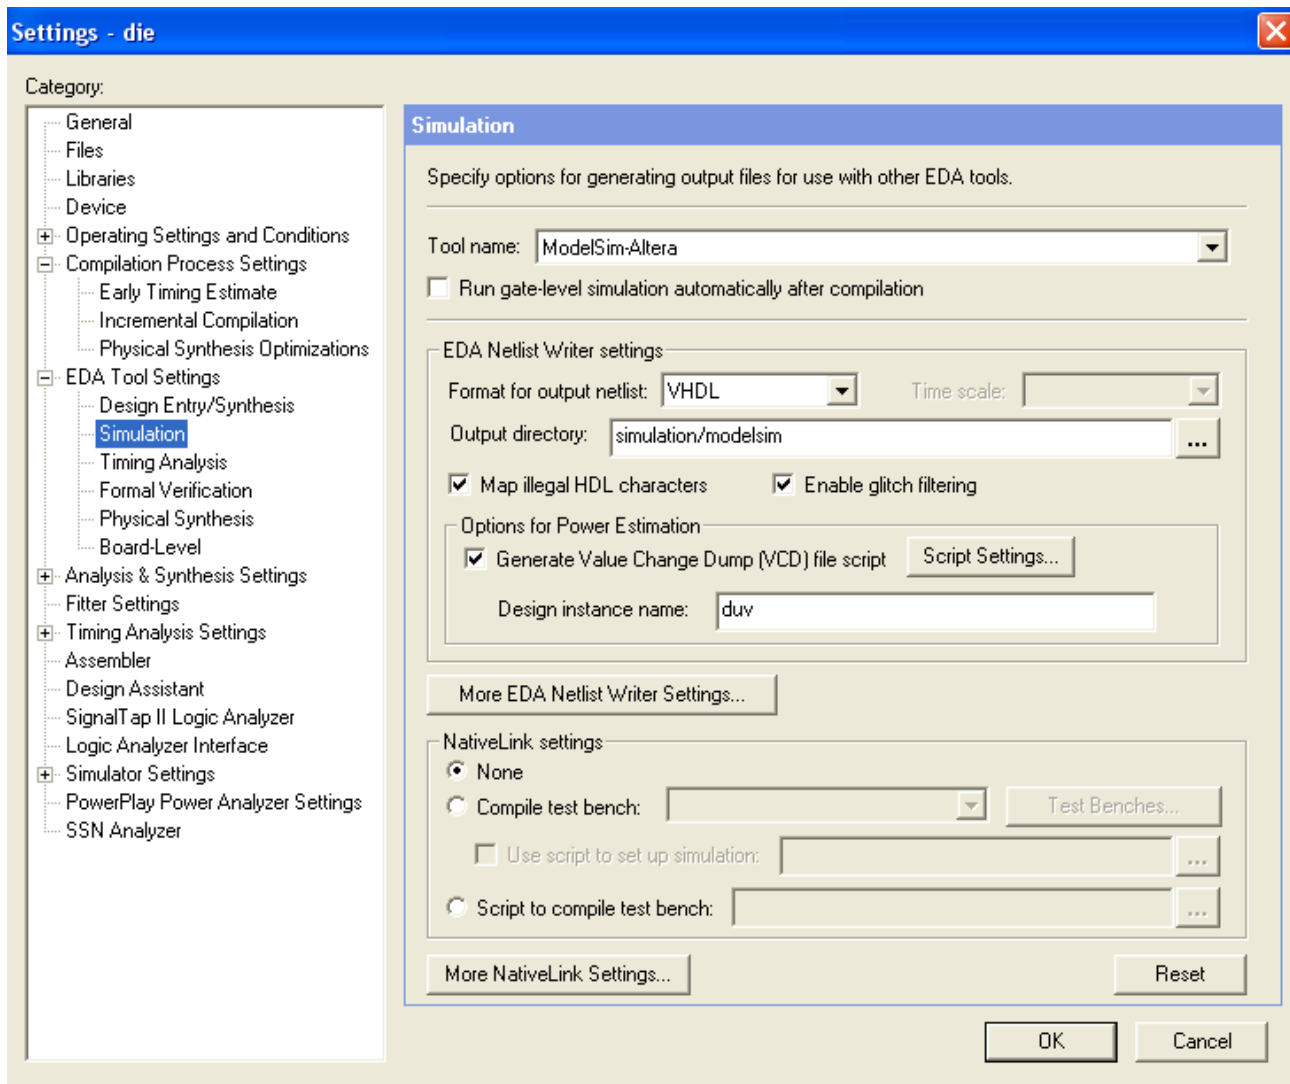 Settings - die
Category:
General
Files
Libraries
Device
Operating Settings and Conditions
Compilation Process Settings
Early Timing Estimate
Incremental Compilation
Physical Synthesis Optimizations
EDA Tool Settings
Design Entry/Synthesis
Simulation
Timing Analysis
Formal Verification
Physical Synthesis
Board-Level
Analysis & Synthesis Settings
Fitter Settings
Timing Analysis Settings
Assembler
Design Assistant
SignalTap II Logic Analyzer
Logic Analyzer Interface
Simulator Settings
PowerPlay Power Analyzer Settings
SSN Analyzer
Simulation
Specify options for generating output files for use with other EDA tools.
Tool name: ModelSim-Altera
Run gate-level simulation automatically after compilation
EDA Netlist Writer settings
Format for output netlist: VHDL Time scale:
Output directory: simulation/modelsim ...
Map illegal HDL characters Enable glitch filtering
Options for Power Estimation
Generate Value Change Dump (VCD) file script Script Settings...
Design instance name: duv
More EDA Netlist Writer Settings...
NativeLink settings
None
Compile test bench: Test Benches...
Use script to set up simulation: ...
Script to compile test bench: ...
More NativeLink Settings... Reset
OK Cancel